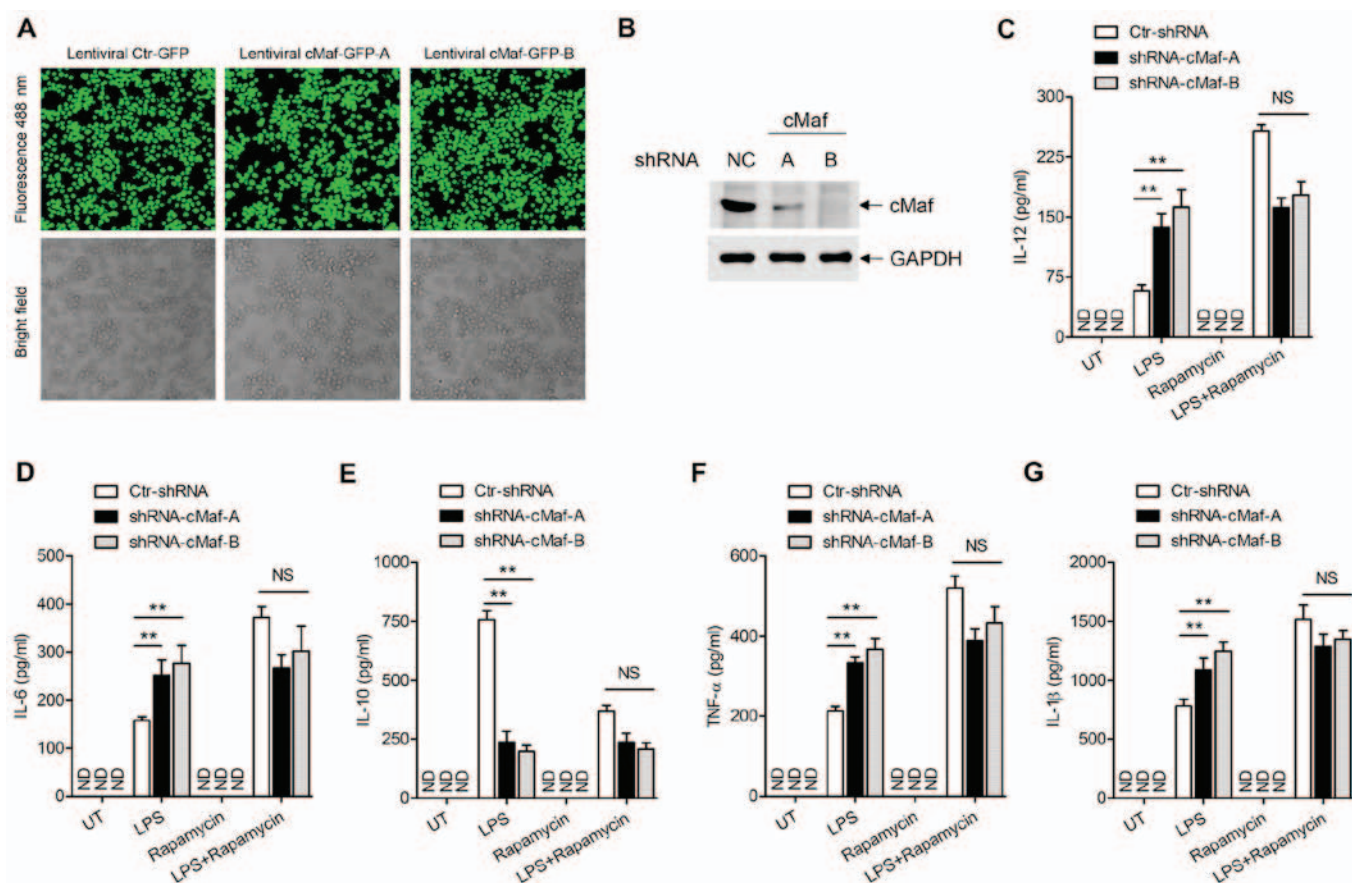 A
Lentiviral Ctr-GFP
Lentiviral cMaf-GFP-A
Lentiviral cMaf-GFP-B
Fluorescence 488 nm
Bright field
B
cMaf
shRNA NC A B
cMaf
GAPDH
C
Ctr-shRNA
shRNA-cMaf-A
shRNA-cMaf-B
IL-12 (pg/ml)
300
225
150
75
0
ND ND ND
**
**
ND ND ND
NS
UT
LPS
Rapamycin
LPS+Rapamycin
D
Ctr-shRNA
shRNA-cMaf-A
shRNA-cMaf-B
IL-6 (pg/ml)
500
400
300
200
100
0
ND ND ND
**
**
ND ND ND
NS
UT
LPS
Rapamycin
LPS+Rapamycin
E
Ctr-shRNA
shRNA-cMaf-A
shRNA-cMaf-B
IL-10 (pg/ml)
1000
750
500
250
0
ND ND ND
**
**
ND ND ND
NS
UT
LPS
Rapamycin
LPS+Rapamycin
F
Ctr-shRNA
shRNA-cMaf-A
shRNA-cMaf-B
TNF-α (pg/ml)
600
400
200
0
ND ND ND
**
**
ND ND ND
NS
UT
LPS
Rapamycin
LPS+Rapamycin
G
Ctr-shRNA
shRNA-cMaf-A
shRNA-cMaf-B
IL-1β (pg/ml)
2000
1500
1000
500
0
ND ND ND
**
**
ND ND ND
NS
UT
LPS
Rapamycin
LPS+Rapamycin